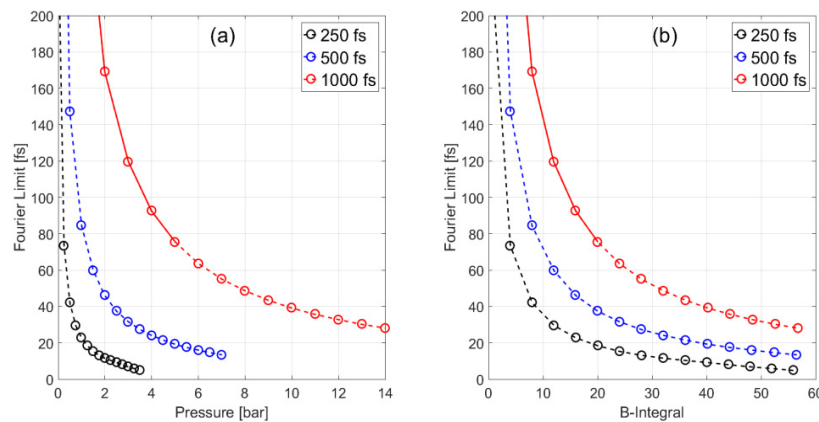 (a)
250 fs
500 fs
1000 fs
Fourier Limit [fs]
200
180
160
140
120
100
80
60
40
20
0
0 2 4 6 8 10 12 14
Pressure [bar]
(b)
250 fs
500 fs
1000 fs
Fourier Limit [fs]
200
180
160
140
120
100
80
60
40
20
0
0 10 20 30 40 50 60
B-Integral